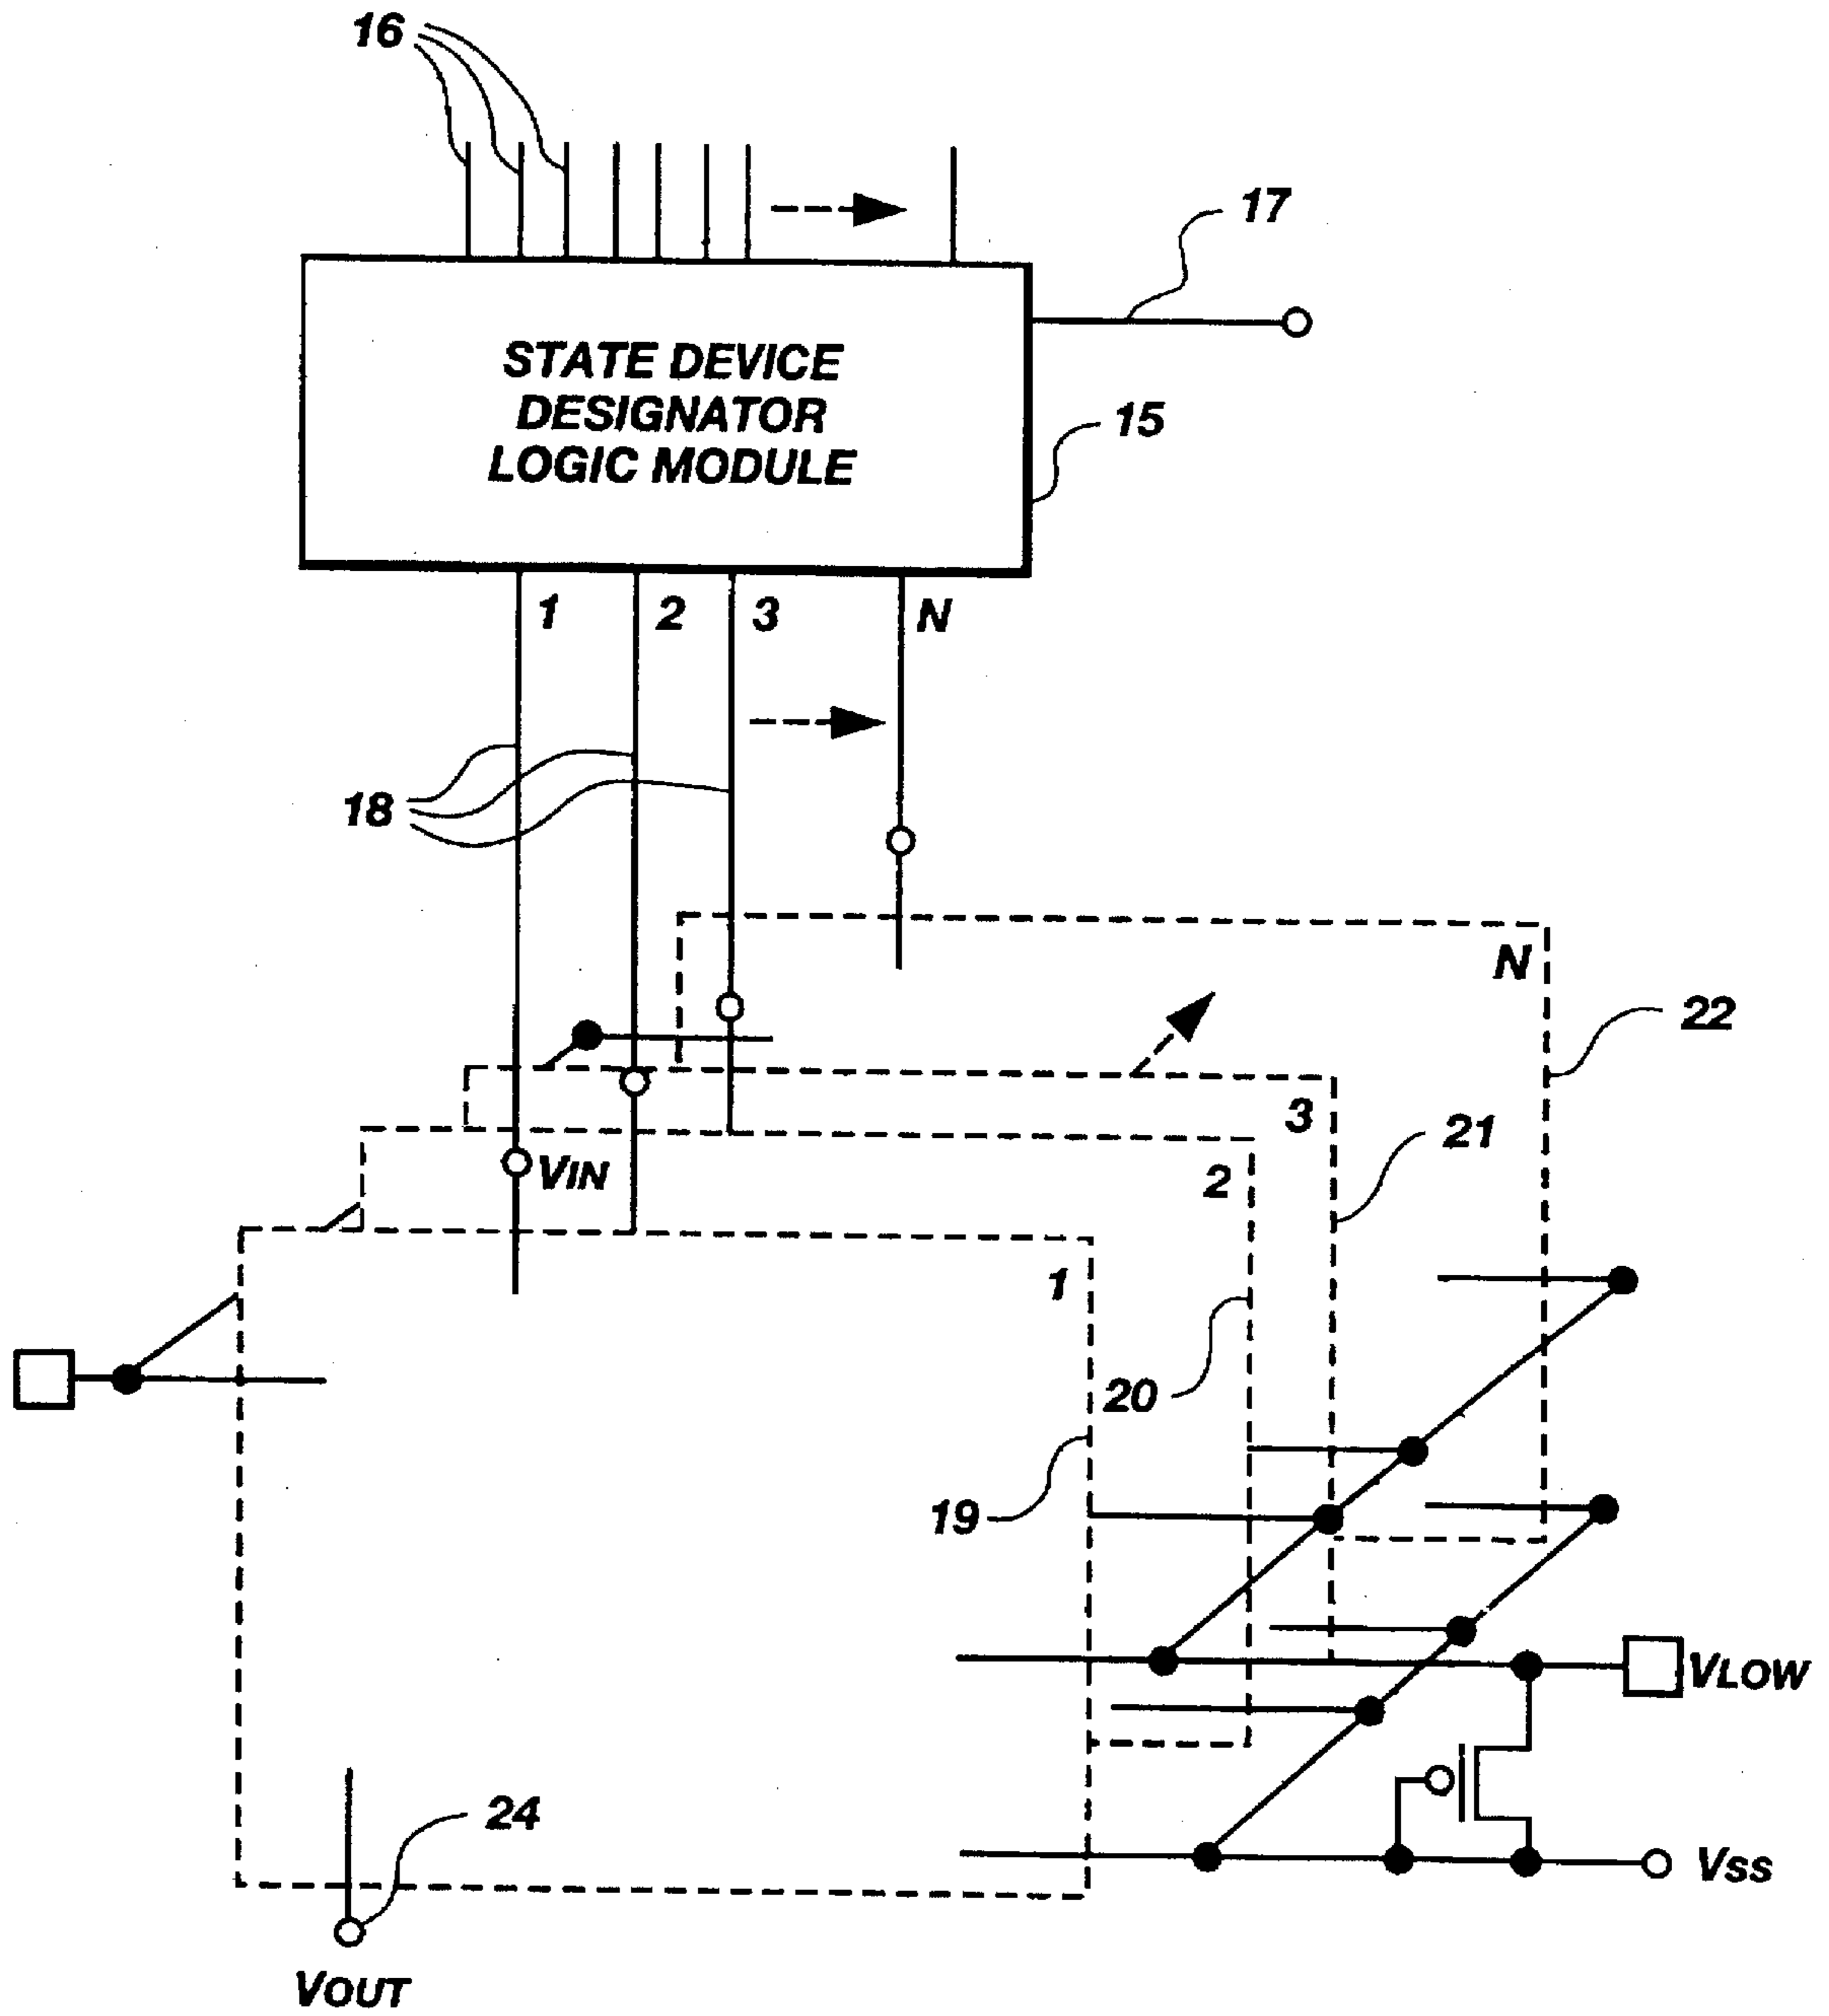 16
17
STATE DEVICE
DESIGNATOR
LOGIC MODULE
15
1
2
3
N
18
N
22
3
21
VIN
2
1
20
19
VLOW
24
VSS
VOUT